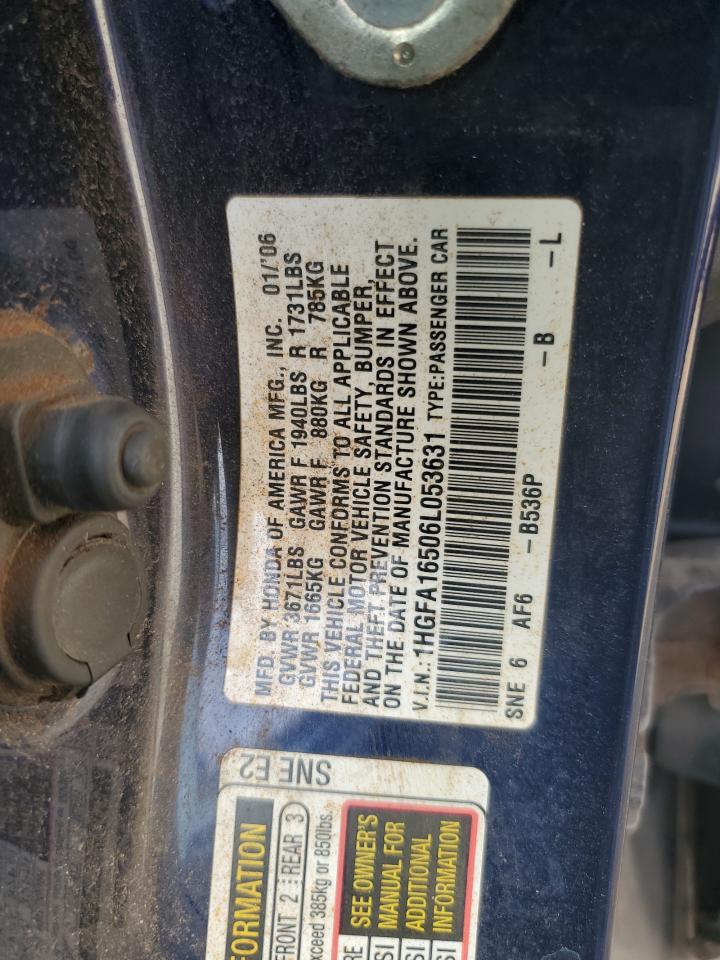 MFD. BY HONDA OF AMERICA MFG., INC. 01/'06
GVWR 3671LBS GAWR F 1940LBS R 1731LBS
GVWR 1665KG GAWR F 880KG R 785KG
THIS VEHICLE CONFORMS TO ALL APPLICABLE
FEDERAL MOTOR VEHICLE SAFETY, BUMPER,
AND THEFT PREVENTION STANDARDS IN EFFECT
ON THE DATE OF MANUFACTURE SHOWN ABOVE.
V.I.N.: 1HGFA16506L053631 TYPE:PASSENGER CAR
SNE 6 AF6 -B536P -B -L
SNE E2
FRONT 2 REAR 3
exceed 385kg or 850lbs.
SEE OWNER'S
MANUAL FOR
ADDITIONAL
INFORMATION